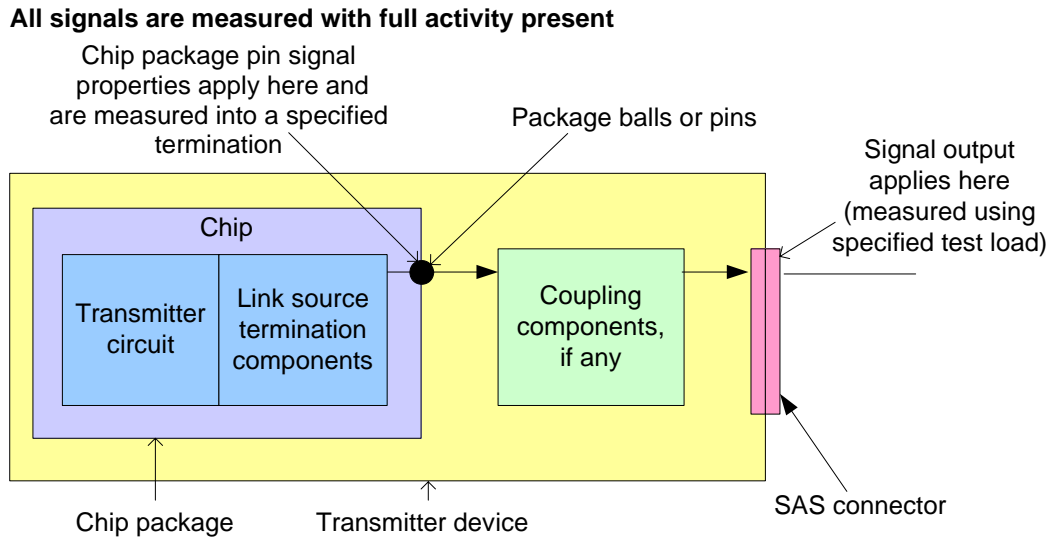 All signals are measured with full activity present
Chip package pin signal
properties apply here and
are measured into a specified
termination
Package balls or pins
Signal output
applies here
(measured using
specified test load)
Chip
Transmitter
circuit
Link source
termination
components
Coupling
components,
if any
SAS connector
Chip package
Transmitter device